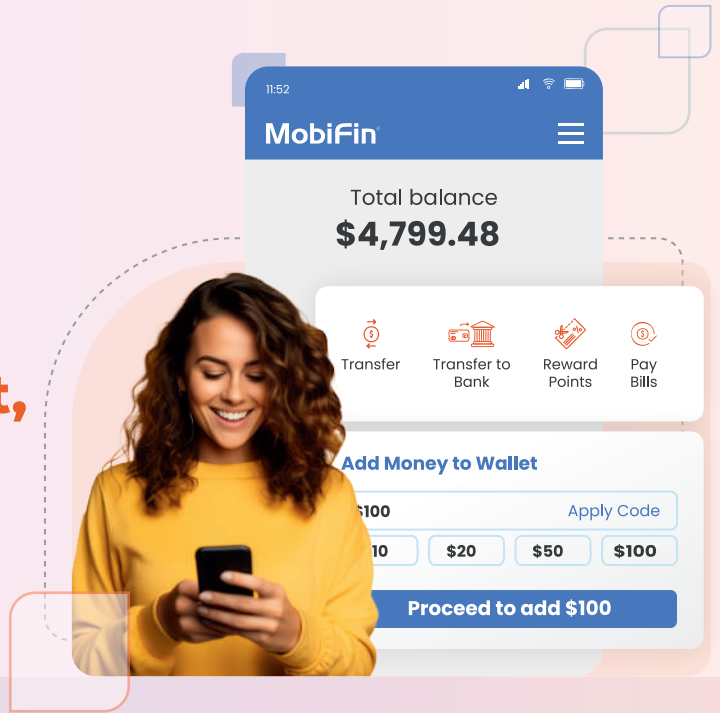 11:52
MobiFin
Total balance
$4,799.48
Transfer
Transfer to
Bank
Reward
Points
Pay
Bills
t,
Add Money to Wallet
$100
Apply Code
10
$20
$50
$100
Proceed to add $100